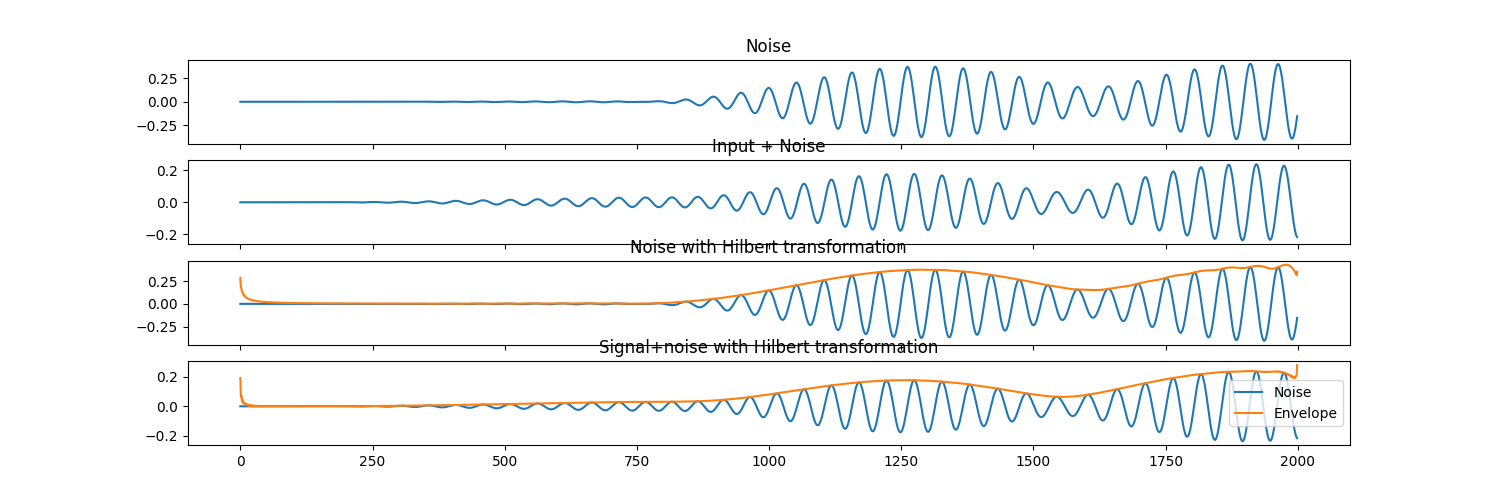 Noise
0.25
0.00
−0.25
Input + Noise
0.2
0.0
−0.2
Noise with Hilbert transformation
0.25
0.00
−0.25
Signal+noise with Hilbert transformation
0.2
0.0
−0.2
Noise
Envelope
0 250 500 750 1000 1250 1500 1750 2000